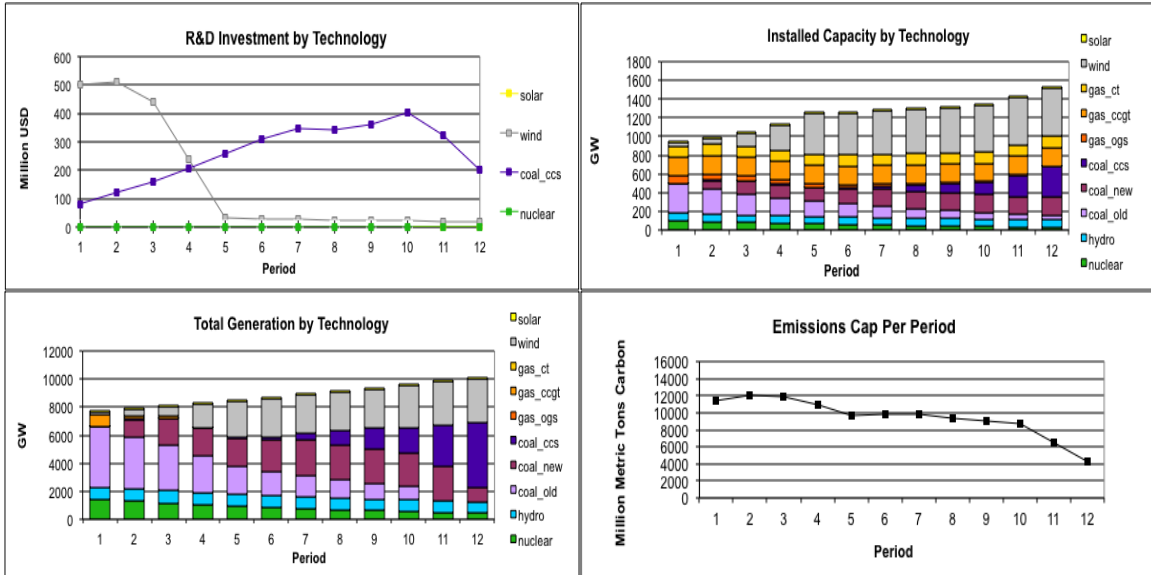 R&D Investment by Technology
Million USD
600
500
400
300
200
100
0
1 2 3 4 5 6 7 8 9 10 11 12
Period
solar
wind
coal_ccs
nuclear
Installed Capacity by Technology
GW
1800
1600
1400
1200
1000
800
600
400
200
0
1 2 3 4 5 6 7 8 9 10 11 12
Period
solar
wind
gas_ct
gas_ccgt
gas_ogs
coal_ccs
coal_new
coal_old
hydro
nuclear
Total Generation by Technology
GW
12000
10000
8000
6000
4000
2000
0
1 2 3 4 5 6 7 8 9 10 11 12
Period
solar
wind
gas_ct
gas_ccgt
gas_ogs
coal_ccs
coal_new
coal_old
hydro
nuclear
Emissions Cap Per Period
Million Metric Tons Carbon
16000
14000
12000
10000
8000
6000
4000
2000
0
1 2 3 4 5 6 7 8 9 10 11 12
Period